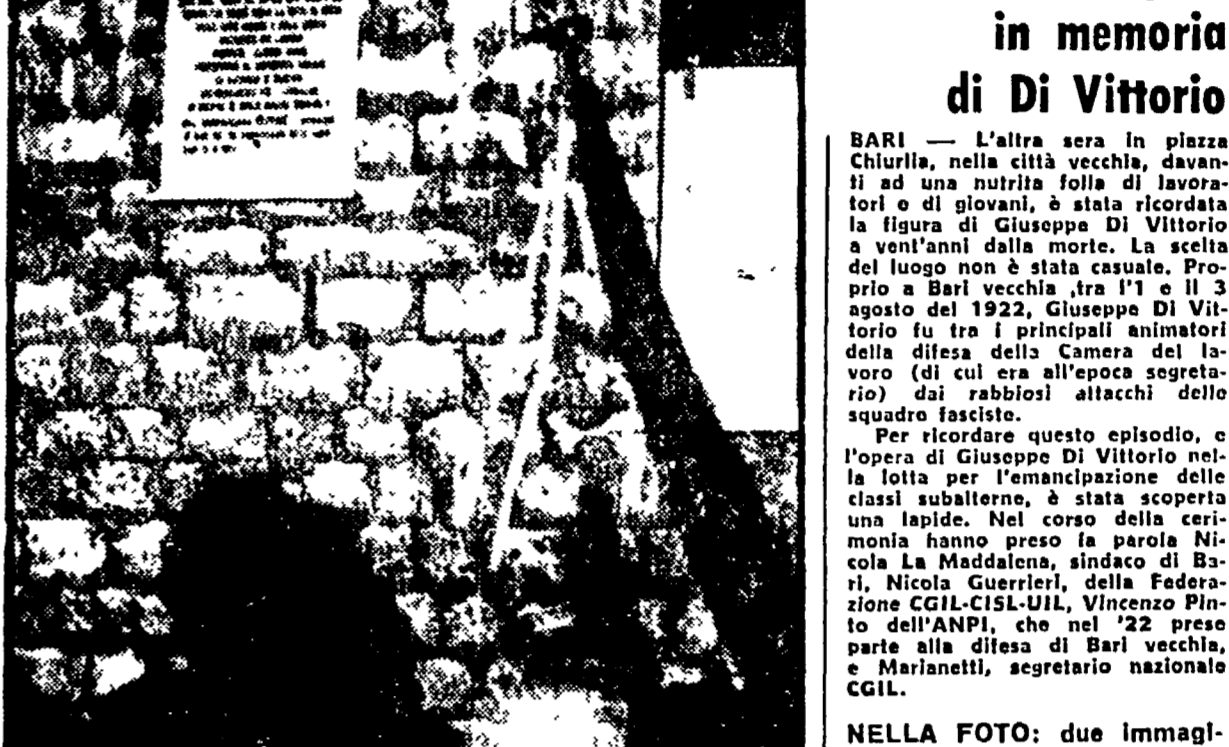 in memoria
di Di Vittorio
BARI — L'altra sera in piazza
Chiurlia, nella città vecchia, davan-
ti ad una nutrita folla di lavora-
tori e di giovani, è stata ricordata
la figura di Giuseppe Di Vittorio
a vent'anni dalla morte. La scelta
del luogo non è stata casuale. Pro-
prio a Bari vecchia ,tra l'1 e il 3
agosto del 1922, Giuseppe Di Vit-
torio fu tra i principali animatori
della difesa della Camera del la-
voro (di cui era all'epoca segreta-
rio) dai rabbiosi attacchi delle
squadre fasciste.
Per ricordare questo episodio, e
l'opera di Giuseppe Di Vittorio nel-
la lotta per l'emancipazione delle
classi subalterne, è stata scoperta
una lapide. Nel corso della ceri-
monia hanno preso la parola Ni-
cola La Maddalena, sindaco di Ba-
ri, Nicola Guerrieri, della Federa-
zione CGIL-CISL-UIL, Vincenzo Pin-
to dell'ANPI, che nel '22 prese
parte alla difesa di Bari vecchia,
e Marianetti, segretario nazionale
CGIL.
NELLA FOTO: due immagi-